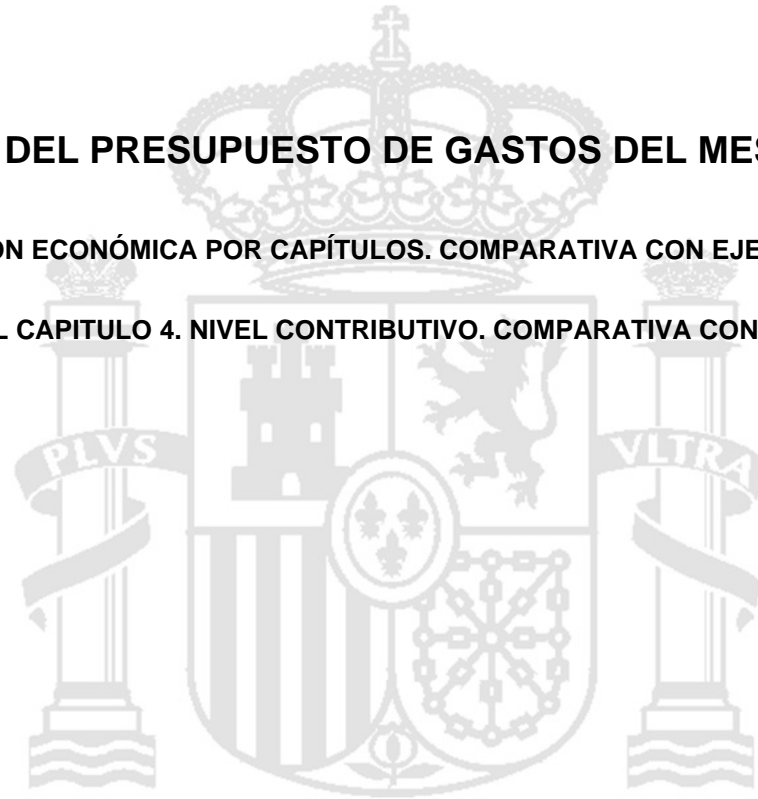 DEL PRESUPUESTO DE GASTOS DEL MES
ÓN ECONÓMICA POR CAPÍTULOS. COMPARATIVA CON EJE
L CAPITULO 4. NIVEL CONTRIBUTIVO. COMPARATIVA CON
PLVS VLTRA